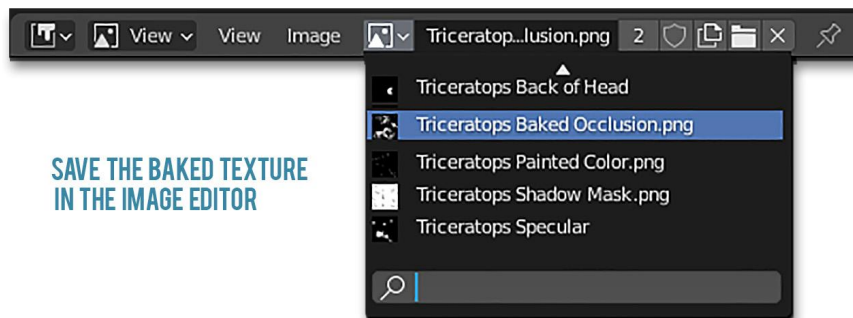 View View Image Triceratop...lusion.png 2
Triceratops Back of Head
Triceratops Baked Occlusion.png
SAVE THE BAKED TEXTURE
IN THE IMAGE EDITOR
Triceratops Painted Color.png
Triceratops Shadow Mask.png
Triceratops Specular